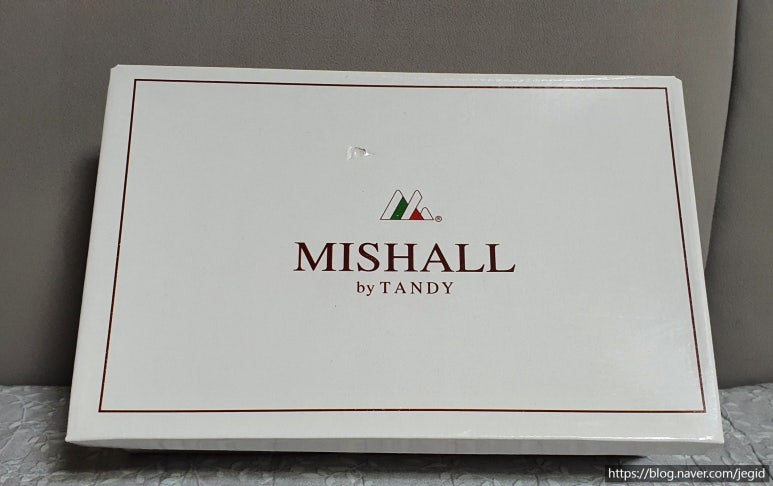 ®
MISHALL
by TANDY
https://blog.naver.com/jegid